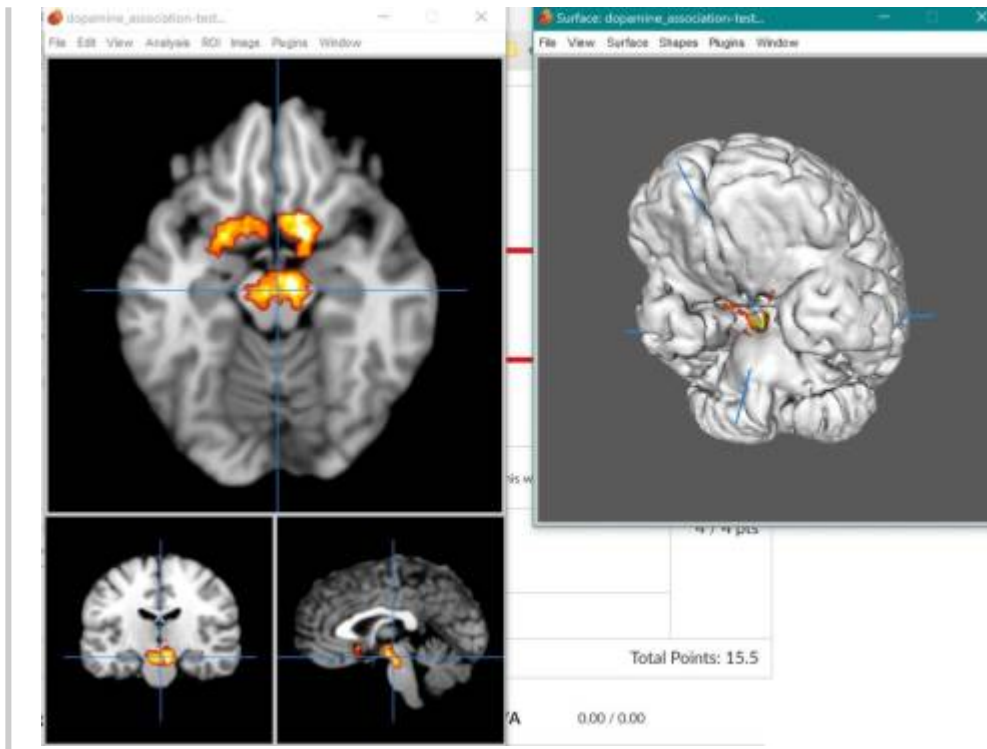 dopamine_association-test...
File Edit View Analysis ROI Image Plugins Window
Surface: dopamine_association-test...
File View Surface Shapes Plugins Window
his w
4 / 4 pts
Total Points: 15.5
/A
0.00 / 0.00